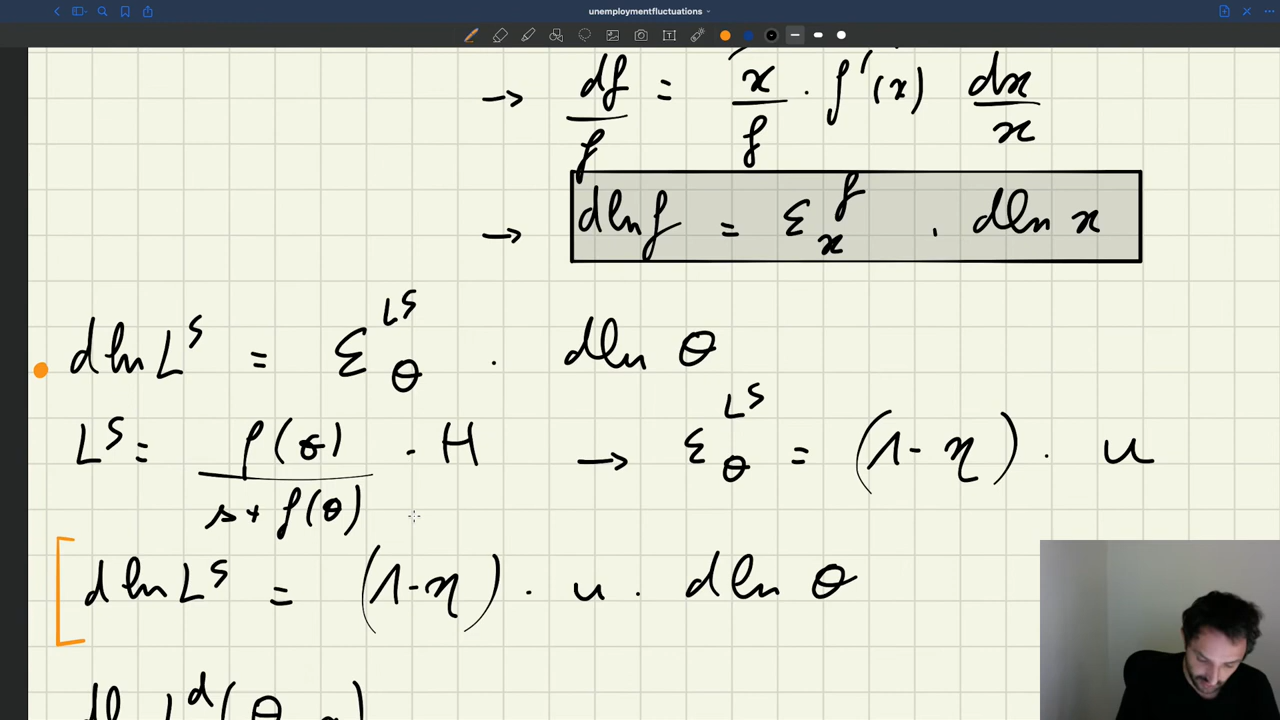 unemploymentfluctuations
→ df/f = x/f · f'(x) dx/x
→ dln f = ε_x^f · dln x
dln L^s = ε_θ^{L^s} · dln θ
L^s = f(θ)/(s + f(θ)) · H → ε_θ^{L^s} = (1-η) · u
dln L^s = (1-η) · u · dln θ